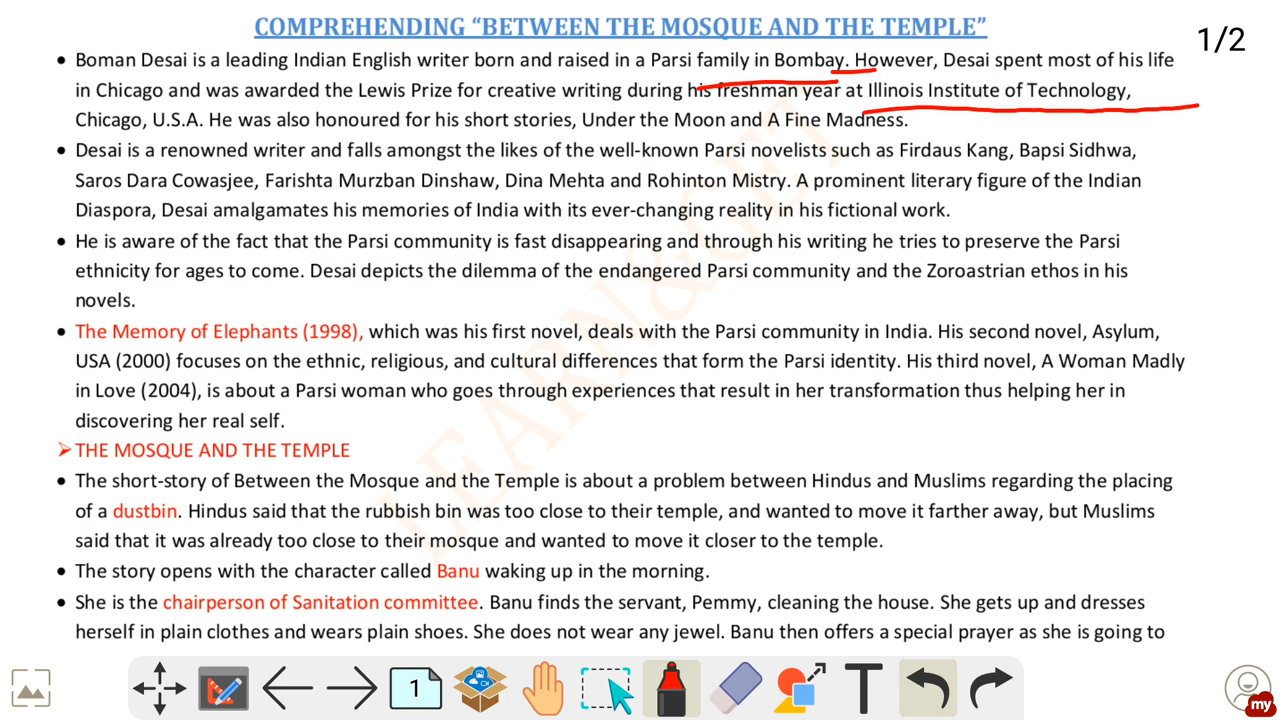 COMPREHENDING “BETWEEN THE MOSQUE AND THE TEMPLE”
1/2
• Boman Desai is a leading Indian English writer born and raised in a Parsi family in Bombay. However, Desai spent most of his life
in Chicago and was awarded the Lewis Prize for creative writing during his freshman year at Illinois Institute of Technology,
Chicago, U.S.A. He was also honoured for his short stories, Under the Moon and A Fine Madness.
• Desai is a renowned writer and falls amongst the likes of the well-known Parsi novelists such as Firdaus Kang, Bapsi Sidhwa,
Saros Dara Cowasjee, Farishta Murzban Dinshaw, Dina Mehta and Rohinton Mistry. A prominent literary figure of the Indian
Diaspora, Desai amalgamates his memories of India with its ever-changing reality in his fictional work.
• He is aware of the fact that the Parsi community is fast disappearing and through his writing he tries to preserve the Parsi
ethnicity for ages to come. Desai depicts the dilemma of the endangered Parsi community and the Zoroastrian ethos in his
novels.
• The Memory of Elephants (1998), which was his first novel, deals with the Parsi community in India. His second novel, Asylum,
USA (2000) focuses on the ethnic, religious, and cultural differences that form the Parsi identity. His third novel, A Woman Madly
in Love (2004), is about a Parsi woman who goes through experiences that result in her transformation thus helping her in
discovering her real self.
➢ THE MOSQUE AND THE TEMPLE
• The short-story of Between the Mosque and the Temple is about a problem between Hindus and Muslims regarding the placing
of a dustbin. Hindus said that the rubbish bin was too close to their temple, and wanted to move it farther away, but Muslims
said that it was already too close to their mosque and wanted to move it closer to the temple.
• The story opens with the character called Banu waking up in the morning.
• She is the chairperson of Sanitation committee. Banu finds the servant, Pemmy, cleaning the house. She gets up and dresses
herself in plain clothes and wears plain shoes. She does not wear any jewel. Banu then offers a special prayer as she is going to
LEARN&GET
1
T
my